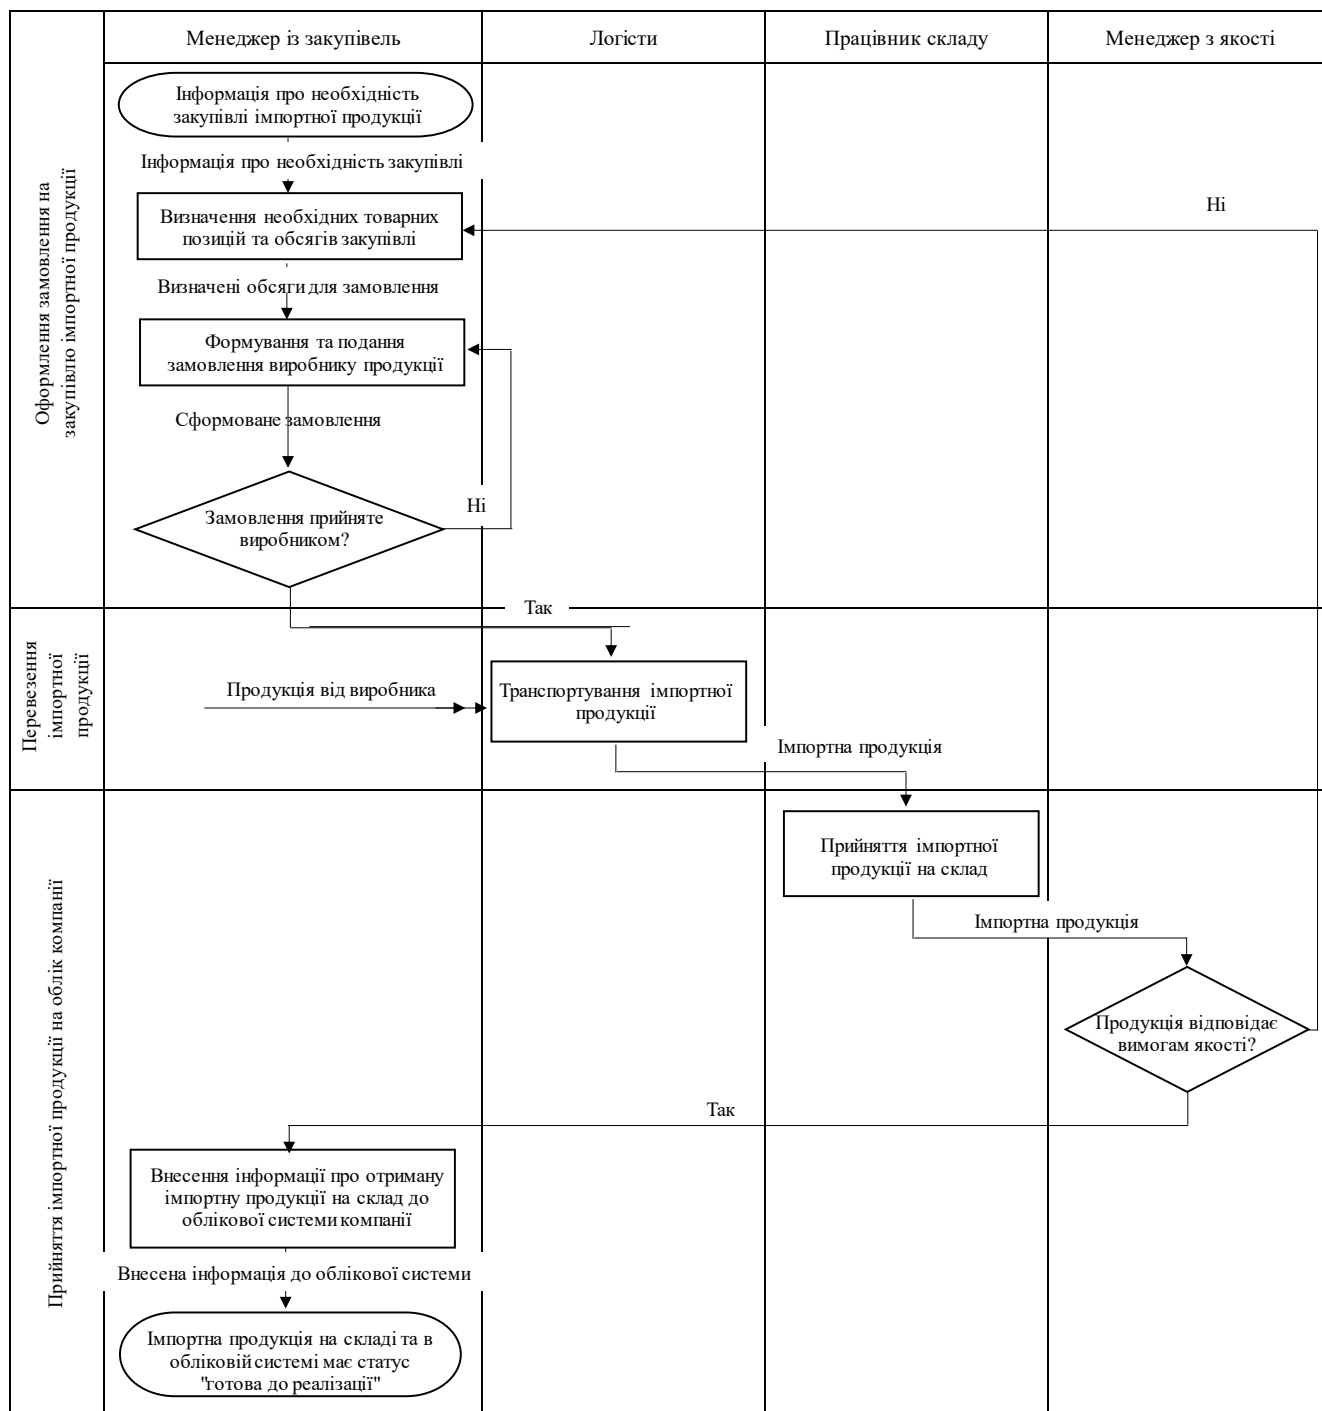 Менеджер із закупівель
Логісти
Працівник складу
Менеджер з якості
Оформлення замовлення на
закупівлю імпортної продукції
Інформація про необхідність
закупівлі імпортної продукції
Інформація про необхідність закупівлі
Визначення необхідних товарних
позицій та обсягів закупівлі
Ні
Визначені обсяги для замовлення
Формування та подання
замовлення виробнику продукції
Сформоване замовлення
Ні
Замовлення прийняте
виробником?
Так
Перевезення
імпортної
продукції
Продукція від виробника
Транспортування імпортної
продукції
Імпортна продукція
Прийняття імпортної продукції на облік компанії
Прийняття імпортної
продукції на склад
Імпортна продукція
Продукція відповідає
вимогам якості?
Так
Внесення інформації про отриману
імпортну продукції на склад до
облікової системи компанії
Внесена інформація до облікової системи
Імпортна продукція на складі та в
обліковій системі має статус
"готова до реалізації"